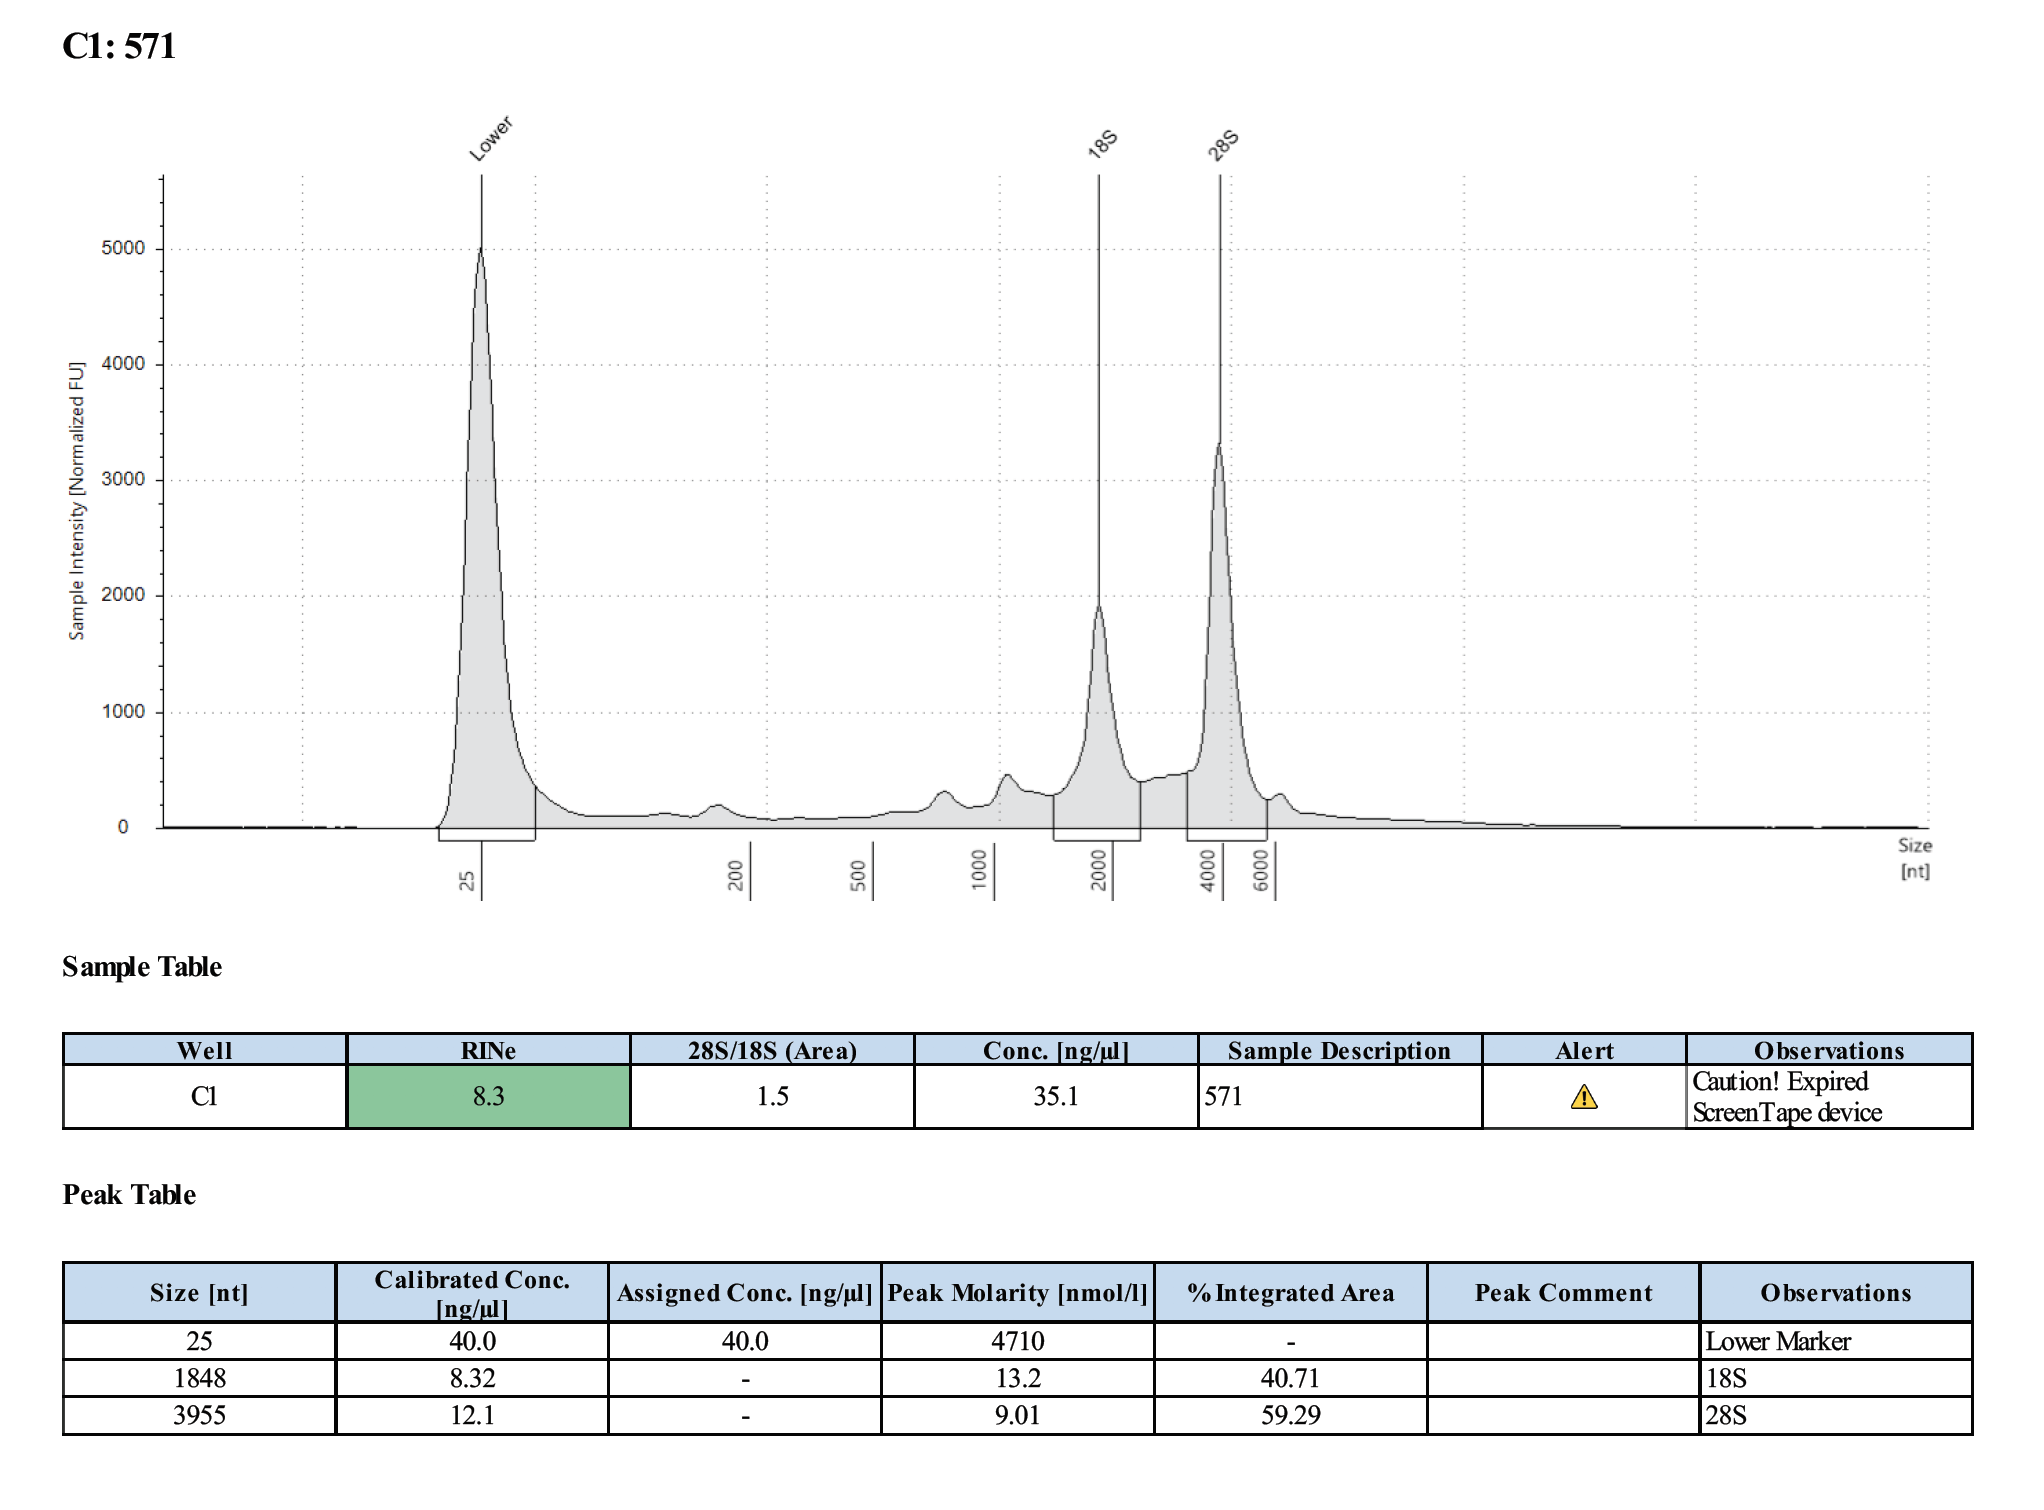 C1: 571
Lower
18S
28S
5000
4000
3000
2000
1000
0
Sample Intensity [Normalized FU]
25
200
500
1000
2000
4000
6000
Size
[nt]
Sample Table
Well RINe 28S/18S (Area) Conc. [ng/µl] Sample Description Alert Observations
C1 8.3 1.5 35.1 571 Caution! Expired
ScreenTape device
Peak Table
Size [nt] Calibrated Conc. [ng/µl] Assigned Conc. [ng/µl] Peak Molarity [nmol/l] % Integrated Area Peak Comment Observations
25 40.0 40.0 4710 - Lower Marker
1848 8.32 - 13.2 40.71 18S
3955 12.1 - 9.01 59.29 28S